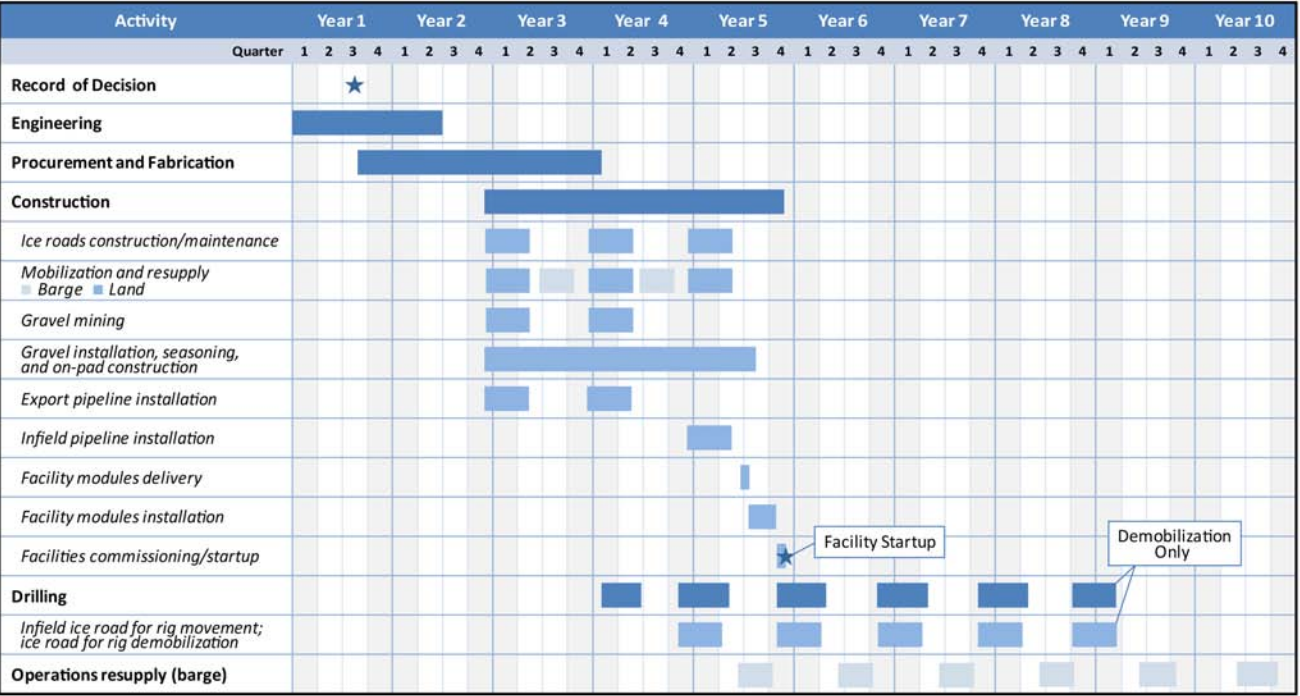 Activity Year 1 Year 2 Year 3 Year 4 Year 5 Year 6 Year 7 Year 8 Year 9 Year 10
Quarter 1 2 3 4 1 2 3 4 1 2 3 4 1 2 3 4 1 2 3 4 1 2 3 4 1 2 3 4 1 2 3 4 1 2 3 4 1 2 3 4
Record of Decision
Engineering
Procurement and Fabrication
Construction
Ice roads construction/maintenance
Mobilization and resupply
Barge Land
Gravel mining
Gravel installation, seasoning,
and on-pad construction
Export pipeline installation
Infield pipeline installation
Facility modules delivery
Facility modules installation
Facilities commissioning/startup
Facility Startup
Demobilization
Only
Drilling
Infield ice road for rig movement;
ice road for rig demobilization
Operations resupply (barge)